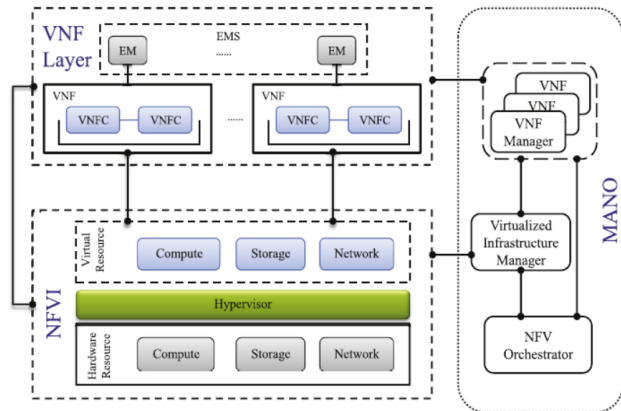 VNF
Layer
EMS
EM
......
EM
VNF
VNFC
VNFC
......
VNF
VNFC
VNFC
NFVI
Virtual
Resource
Compute
Storage
Network
Hypervisor
Hardware
Resource
Compute
Storage
Network
MANO
VNF
VNF
VNF
Manager
Virtualized
Infrastructure
Manager
NFV
Orchestrator